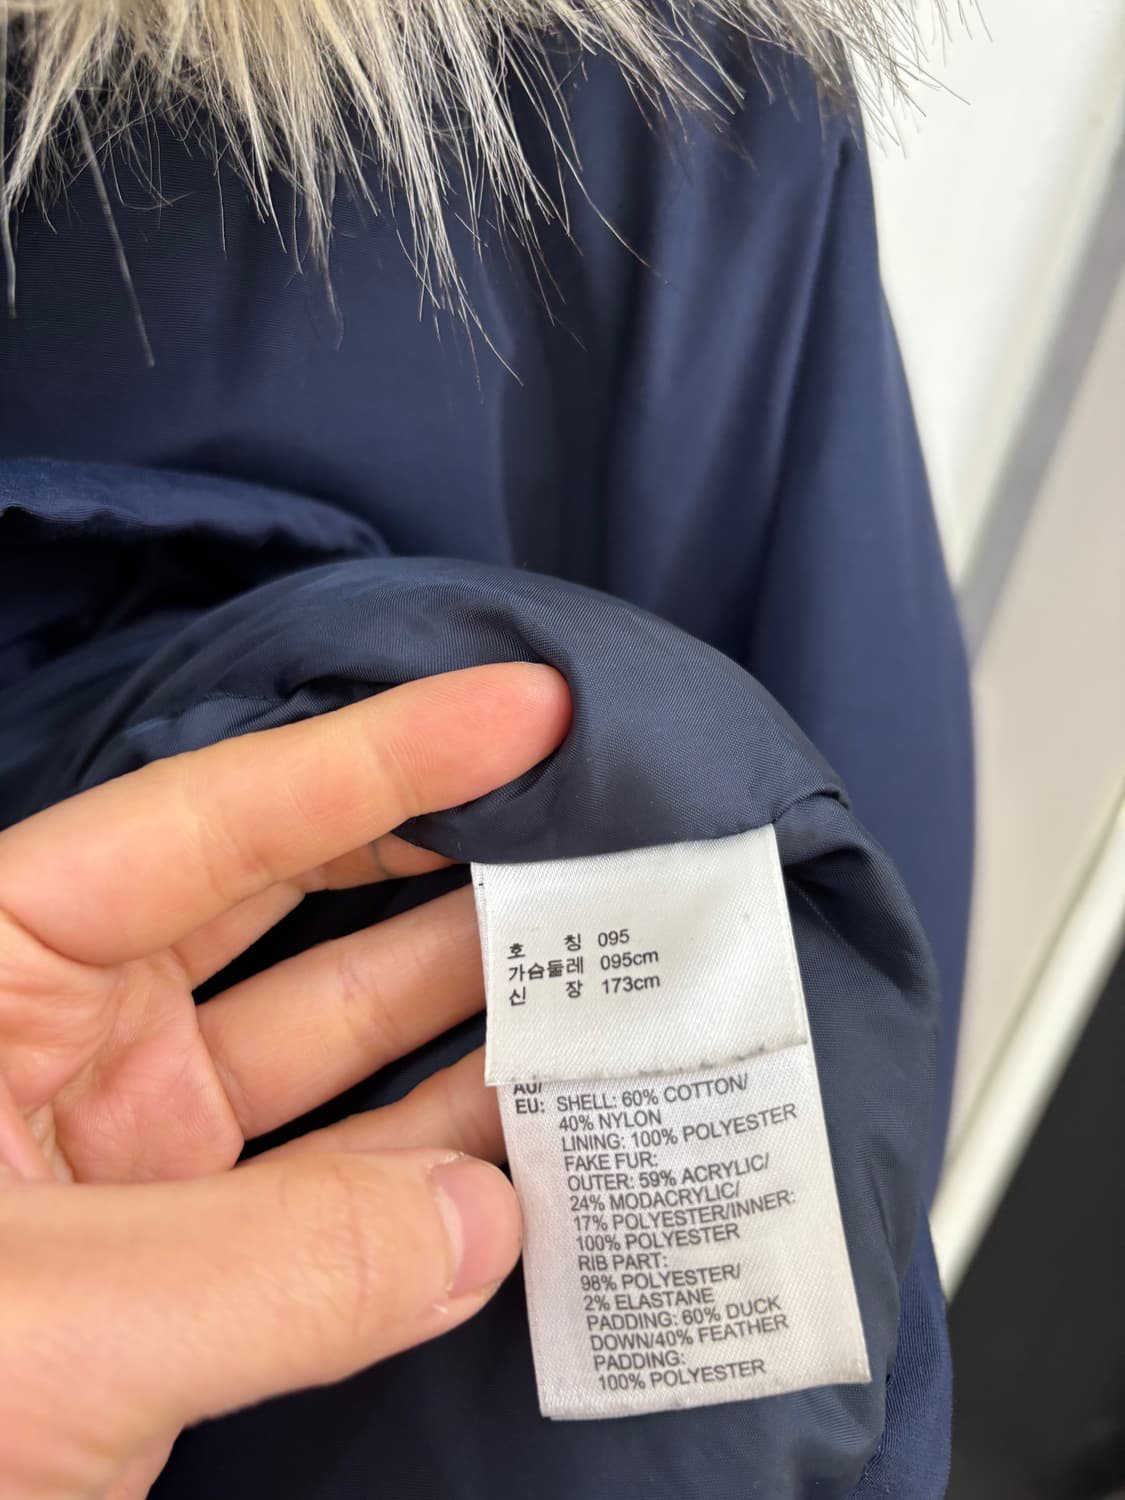 호 칭 095
가슴둘레 095cm
신 장 173cm
AU/
EU: SHELL: 60% COTTON/
40% NYLON
LINING: 100% POLYESTER
FAKE FUR:
OUTER: 59% ACRYLIC/
24% MODACRYLIC/
17% POLYESTER/INNER:
100% POLYESTER
RIB PART:
98% POLYESTER/
2% ELASTANE
PADDING: 60% DUCK
DOWN/40% FEATHER
PADDING:
100% POLYESTER